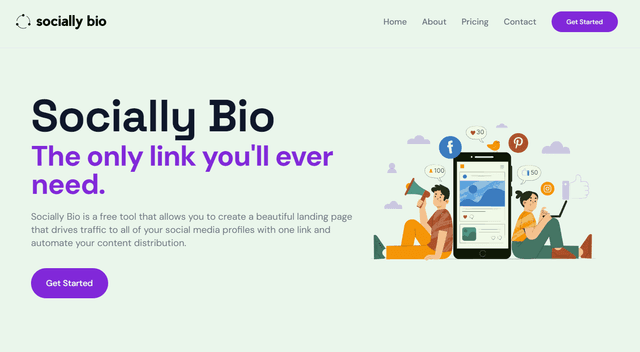 socially bio
Home About Pricing Contact Get Started
Socially Bio
The only link you'll ever
need.
Socially Bio is a free tool that allows you to create a beautiful landing page
that drives traffic to all of your social media profiles with one link and
automate your content distribution.
Get Started
30
100
50